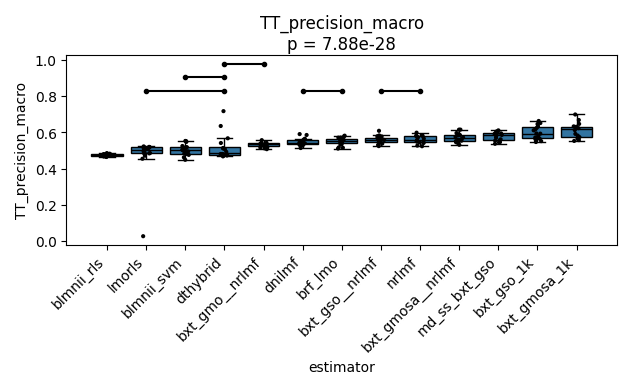 TT_precision_macro
p = 7.88e-28
TT_precision_macro
1.0
0.8
0.6
0.4
0.2
0.0
blmnii_rls
lmorls
blmnii_svm
dthybrid
bxt_gmo__nrlmf
dnilmf
brf_lmo
bxt_gso__nrlmf
nrlmf
bxt_gmosa__nrlmf
md_ss_bxt_gso
bxt_gso_1k
bxt_gmosa_1k
estimator